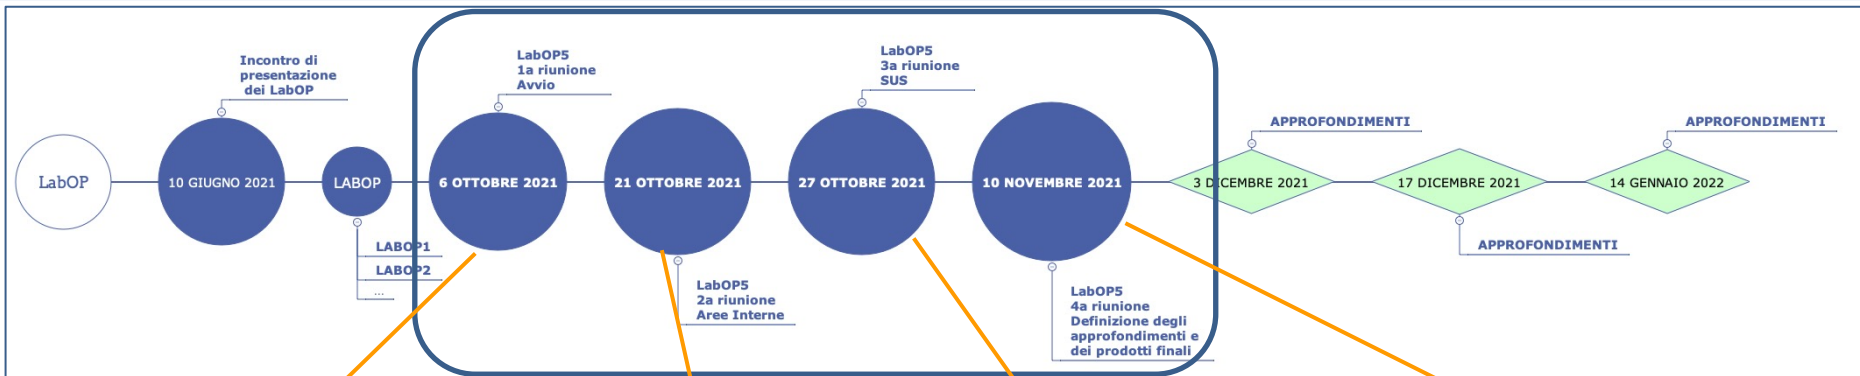 LabOP
10 GIUGNO 2021
Incontro di
presentazione
dei LabOP
LABOP
LABOP1
LABOP2
...
6 OTTOBRE 2021
LabOP5
1a riunione
Avvio
21 OTTOBRE 2021
LabOP5
2a riunione
Aree Interne
27 OTTOBRE 2021
LabOP5
3a riunione
SUS
10 NOVEMBRE 2021
LabOP5
4a riunione
Definizione degli
approfondimenti e
dei prodotti finali
3 DICEMBRE 2021
APPROFONDIMENTI
17 DICEMBRE 2021
APPROFONDIMENTI
14 GENNAIO 2022
APPROFONDIMENTI